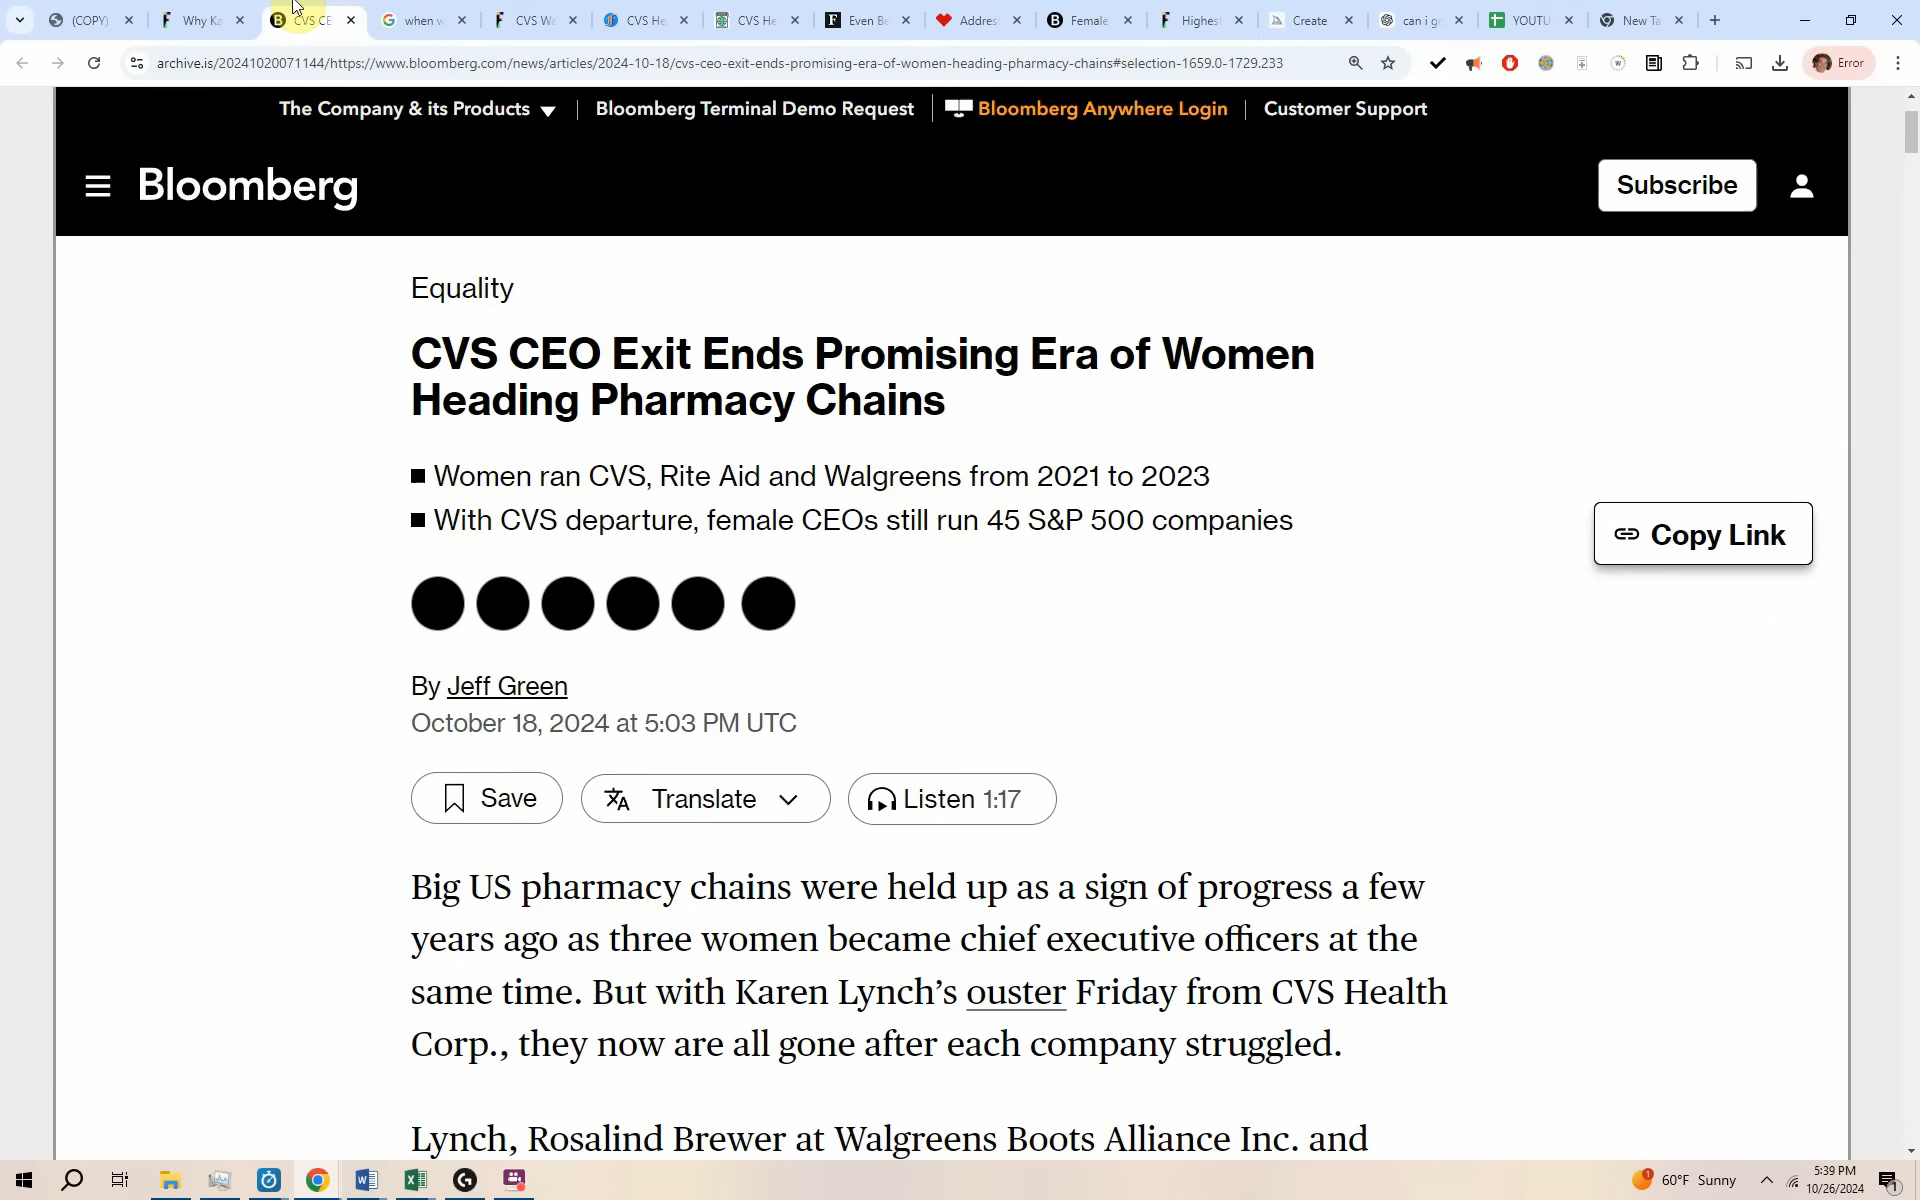 (COPY)
Why Ka
CVS CE
when w
CVS Wa
CVS He
CVS He
Even Be
Addres
Female
Highest
Create
can i g
YOUTU
New Ta
archive.is/20241020071144/https://www.bloomberg.com/news/articles/2024-10-18/cvs-ceo-exit-ends-promising-era-of-women-heading-pharmacy-chains#selection-1659.0-1729.233
Error
The Company & its Products
Bloomberg Terminal Demo Request
Bloomberg Anywhere Login
Customer Support
Bloomberg
Subscribe
Equality
CVS CEO Exit Ends Promising Era of Women
Heading Pharmacy Chains
Women ran CVS, Rite Aid and Walgreens from 2021 to 2023
With CVS departure, female CEOs still run 45 S&P 500 companies
Copy Link
By Jeff Green
October 18, 2024 at 5:03 PM UTC
Save
Translate
Listen 1:17
Big US pharmacy chains were held up as a sign of progress a few
years ago as three women became chief executive officers at the
same time. But with Karen Lynch’s ouster Friday from CVS Health
Corp., they now are all gone after each company struggled.
Lynch, Rosalind Brewer at Walgreens Boots Alliance Inc. and
60°F Sunny
5:39 PM
10/26/2024